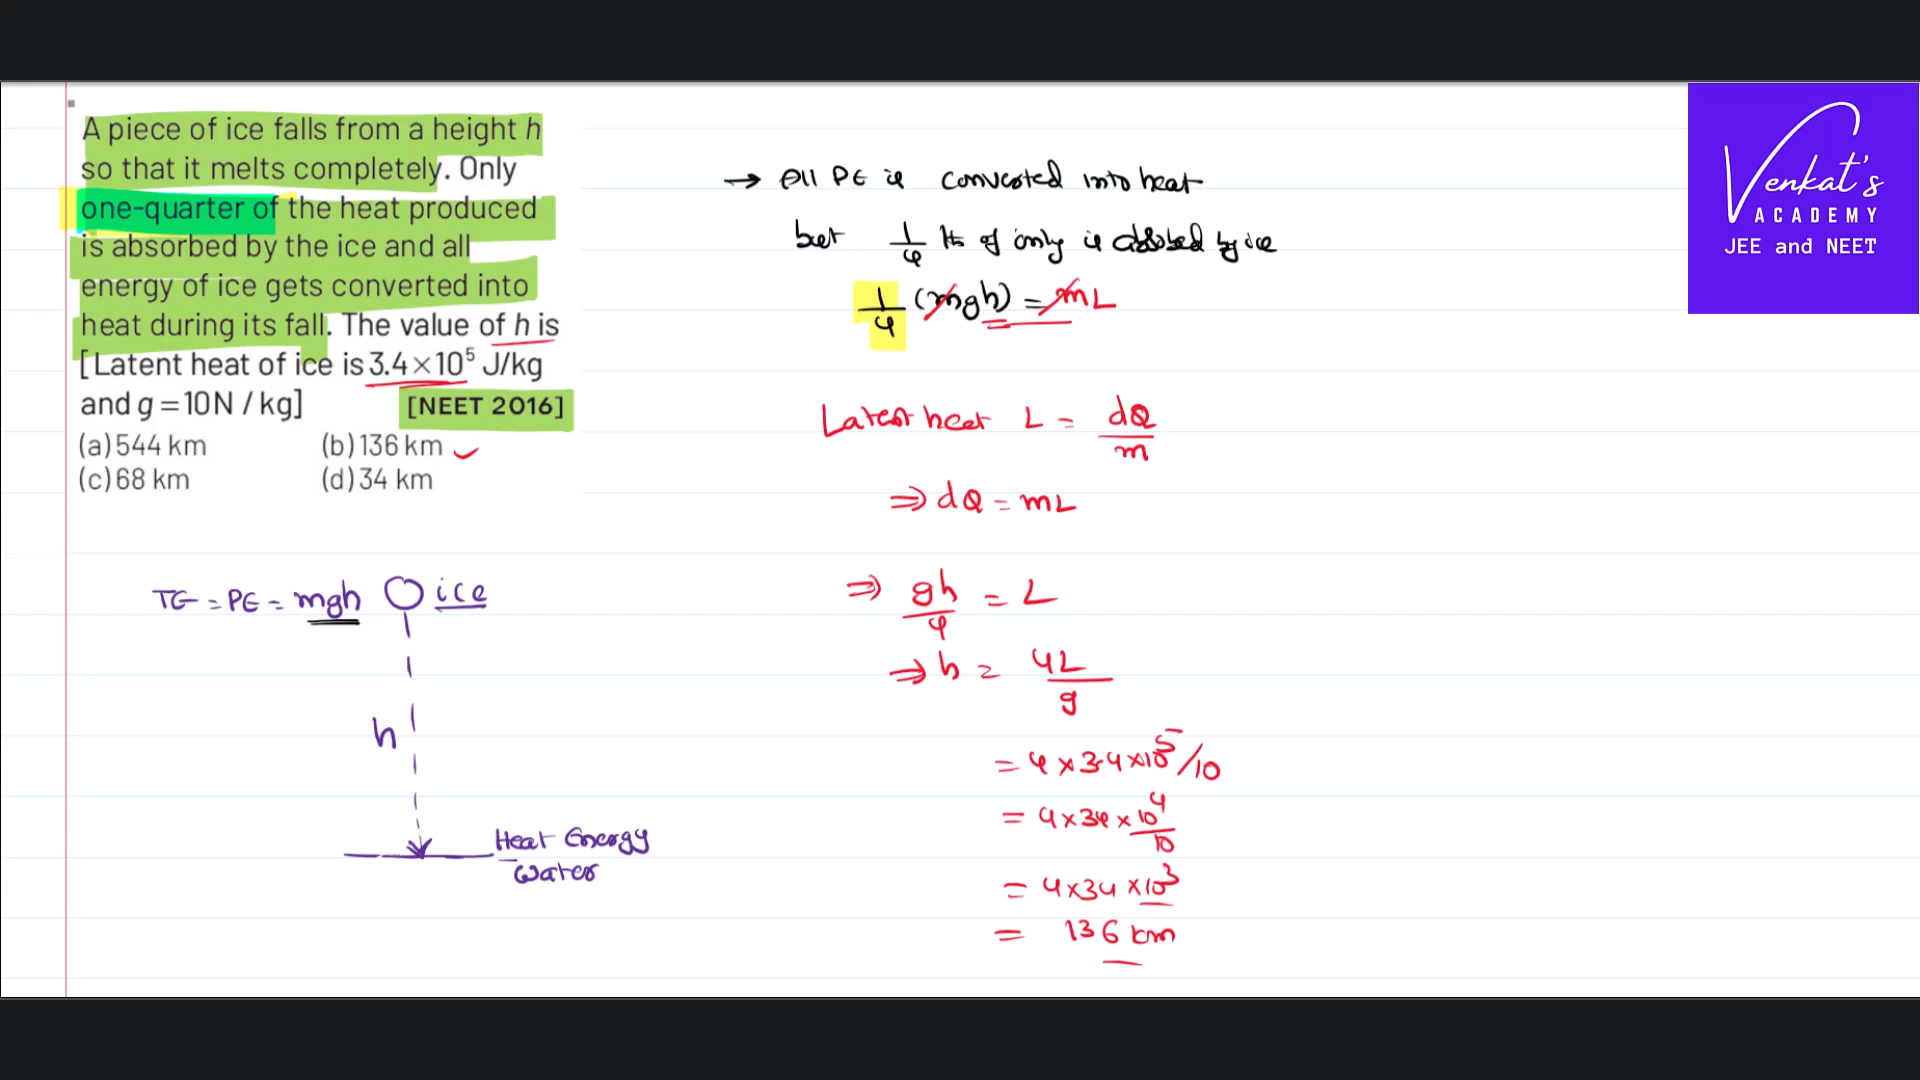 A piece of ice falls from a height h
so that it melts completely. Only
one-quarter of the heat produced
is absorbed by the ice and all
energy of ice gets converted into
heat during its fall. The value of h is
[Latent heat of ice is 3.4×10⁵ J/kg
and g = 10N / kg]
[NEET 2016]
(a) 544 km (b) 136 km
(c) 68 km (d) 34 km
TE = PE = mgh ice
h
Heat Energy
Water
→ All PE is converted into heat
but 1/4 th of only is absorbed by ice
1/4 (mgh) = mL
Latent heat L = dQ/m
⇒ dQ = mL
⇒ gh/4 = L
⇒ h = 4L/g
= 4 × 3.4 × 10⁵/10
= 4 × 34 × 10⁴/10
= 4 × 34 × 10³
= 136 km
Venkat's
ACADEMY
JEE and NEET